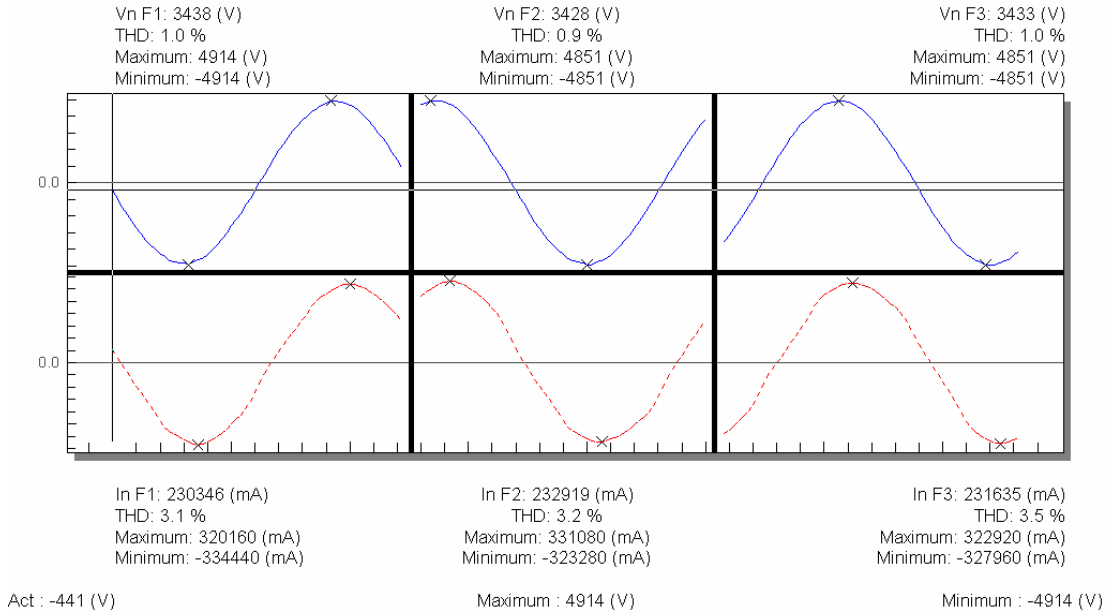 Vn F1: 3438 (V)
THD: 1.0 %
Maximum: 4914 (V)
Minimum: -4914 (V)
Vn F2: 3428 (V)
THD: 0.9 %
Maximum: 4851 (V)
Minimum: -4851 (V)
Vn F3: 3433 (V)
THD: 1.0 %
Maximum: 4851 (V)
Minimum: -4851 (V)
0.0
0.0
In F1: 230346 (mA)
THD: 3.1 %
Maximum: 320160 (mA)
Minimum: -334440 (mA)
In F2: 232919 (mA)
THD: 3.2 %
Maximum: 331080 (mA)
Minimum: -323280 (mA)
In F3: 231635 (mA)
THD: 3.5 %
Maximum: 322920 (mA)
Minimum: -327960 (mA)
Act : -441 (V)
Maximum : 4914 (V)
Minimum : -4914 (V)